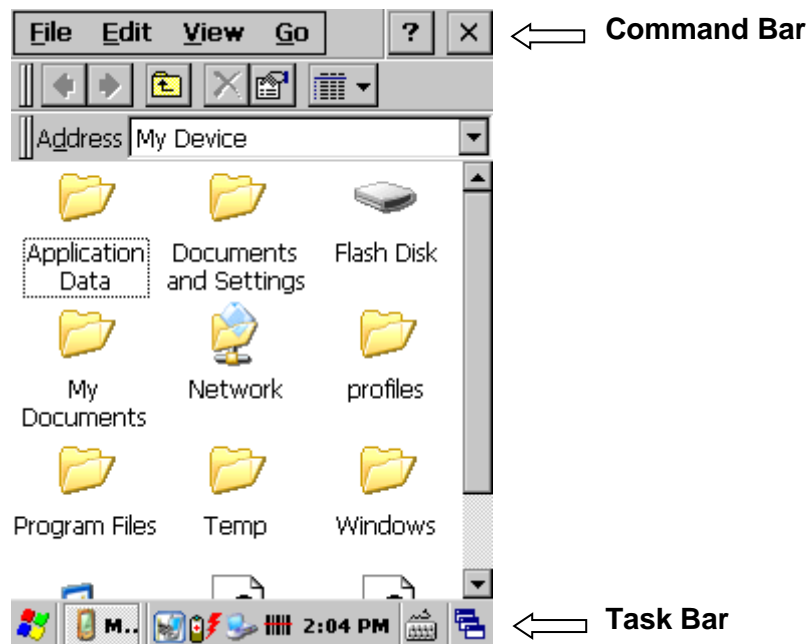 File Edit View Go ? × Command Bar
Address My Device
Application Data Documents and Settings Flash Disk
My Documents Network profiles
Program Files Temp Windows
M.. 2:04 PM Task Bar